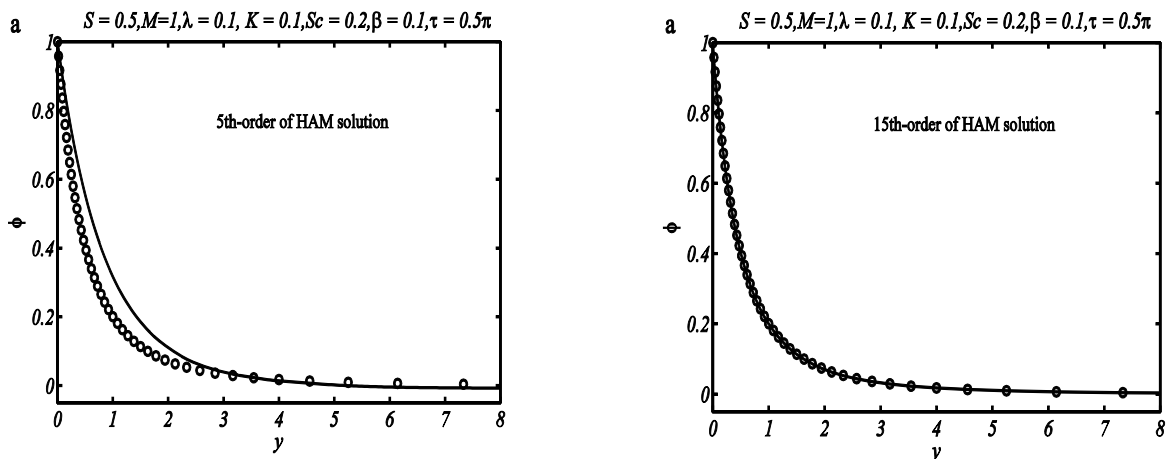 a
S = 0.5,M=1,λ = 0.1, K = 0.1,Sc = 0.2,β = 0.1,τ = 0.5π
5th-order of HAM solution
1
0.8
0.6
0.4
0.2
0
ϕ
0 1 2 3 4 5 6 7 8
y
a
S = 0.5,M=1,λ = 0.1, K = 0.1,Sc = 0.2,β = 0.1,τ = 0.5π
15th-order of HAM solution
1
0.8
0.6
0.4
0.2
0
ϕ
0 1 2 3 4 5 6 7 8
y